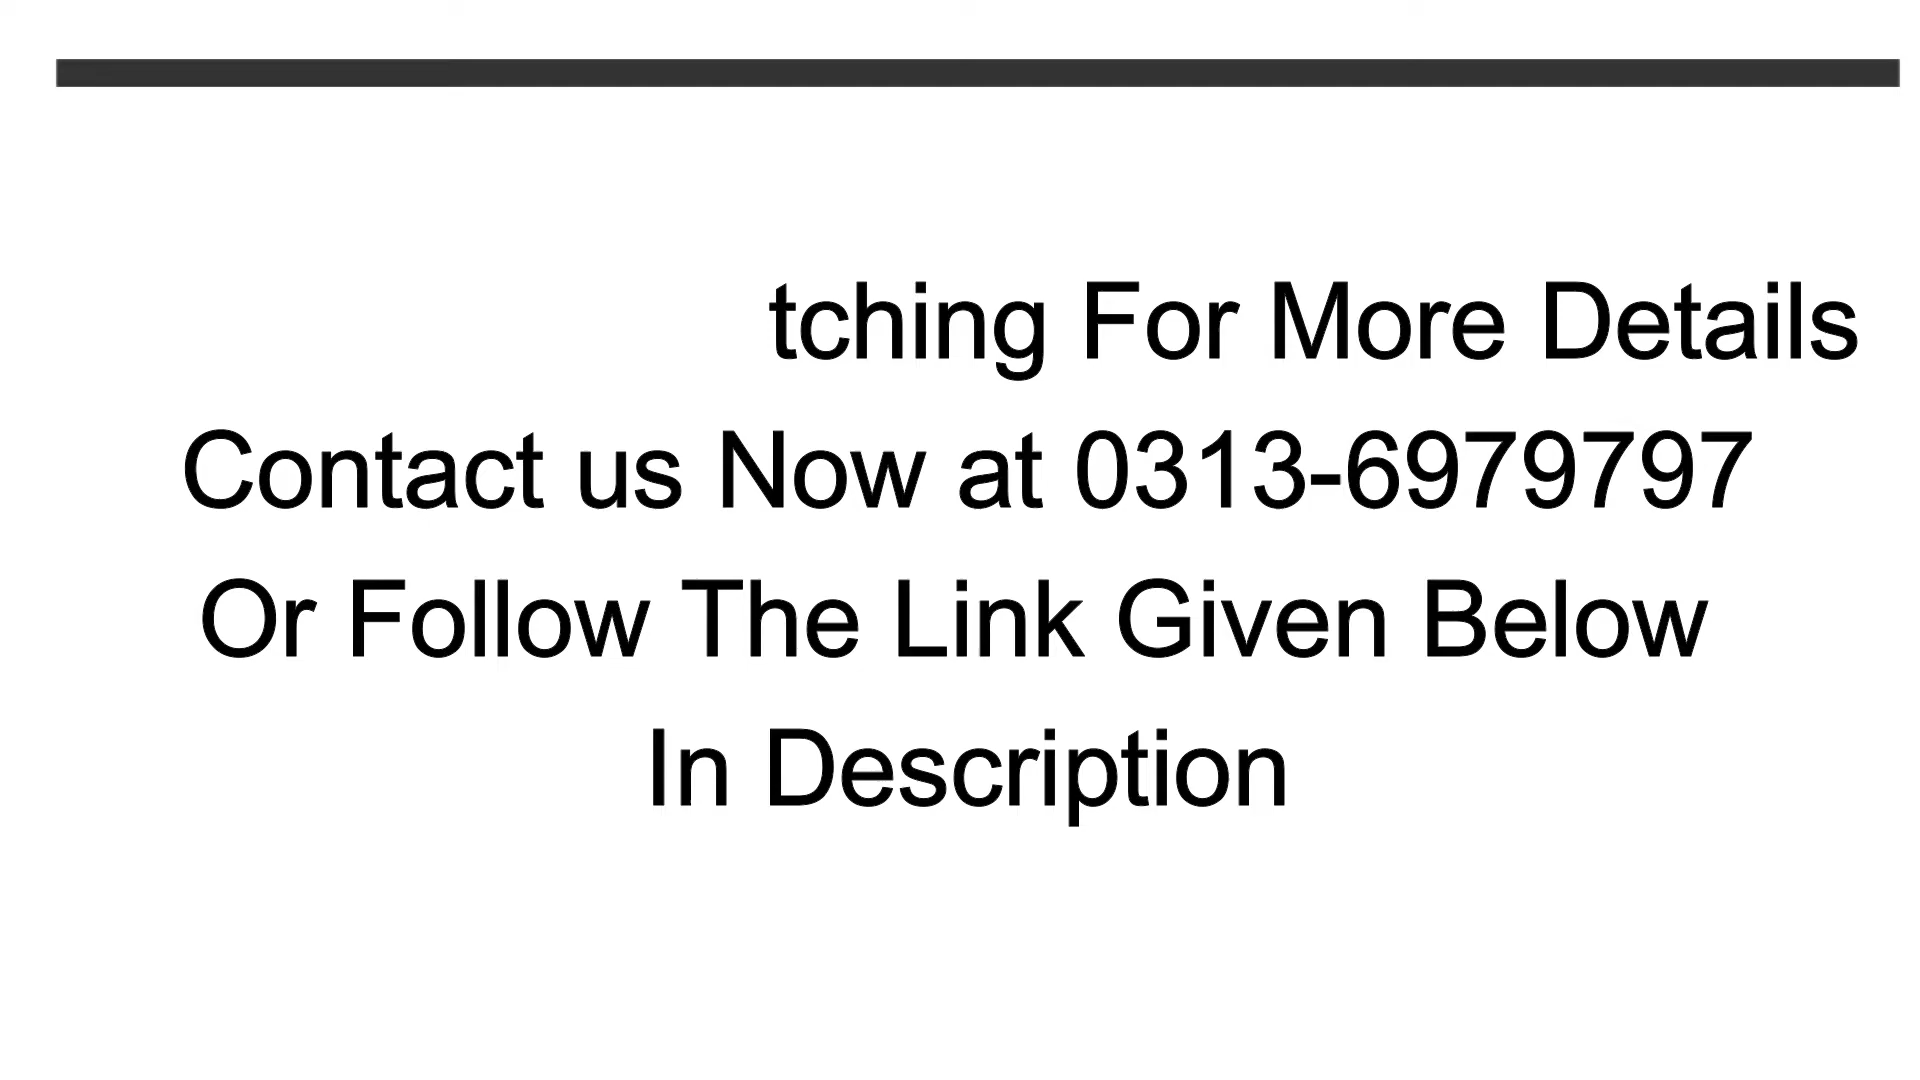 tching For More Details
Contact us Now at 0313-6979797
Or Follow The Link Given Below
In Description